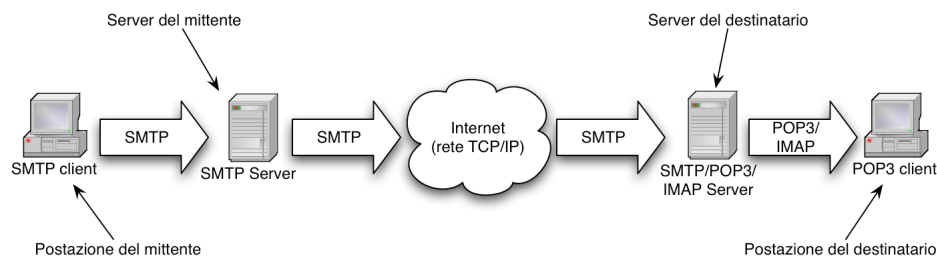 Server del mittente
Server del destinatario
SMTP
SMTP
Internet
(rete TCP/IP)
SMTP
POP3/
IMAP
SMTP client
SMTP Server
SMTP/POP3/
IMAP Server
POP3 client
Postazione del mittente
Postazione del destinatario